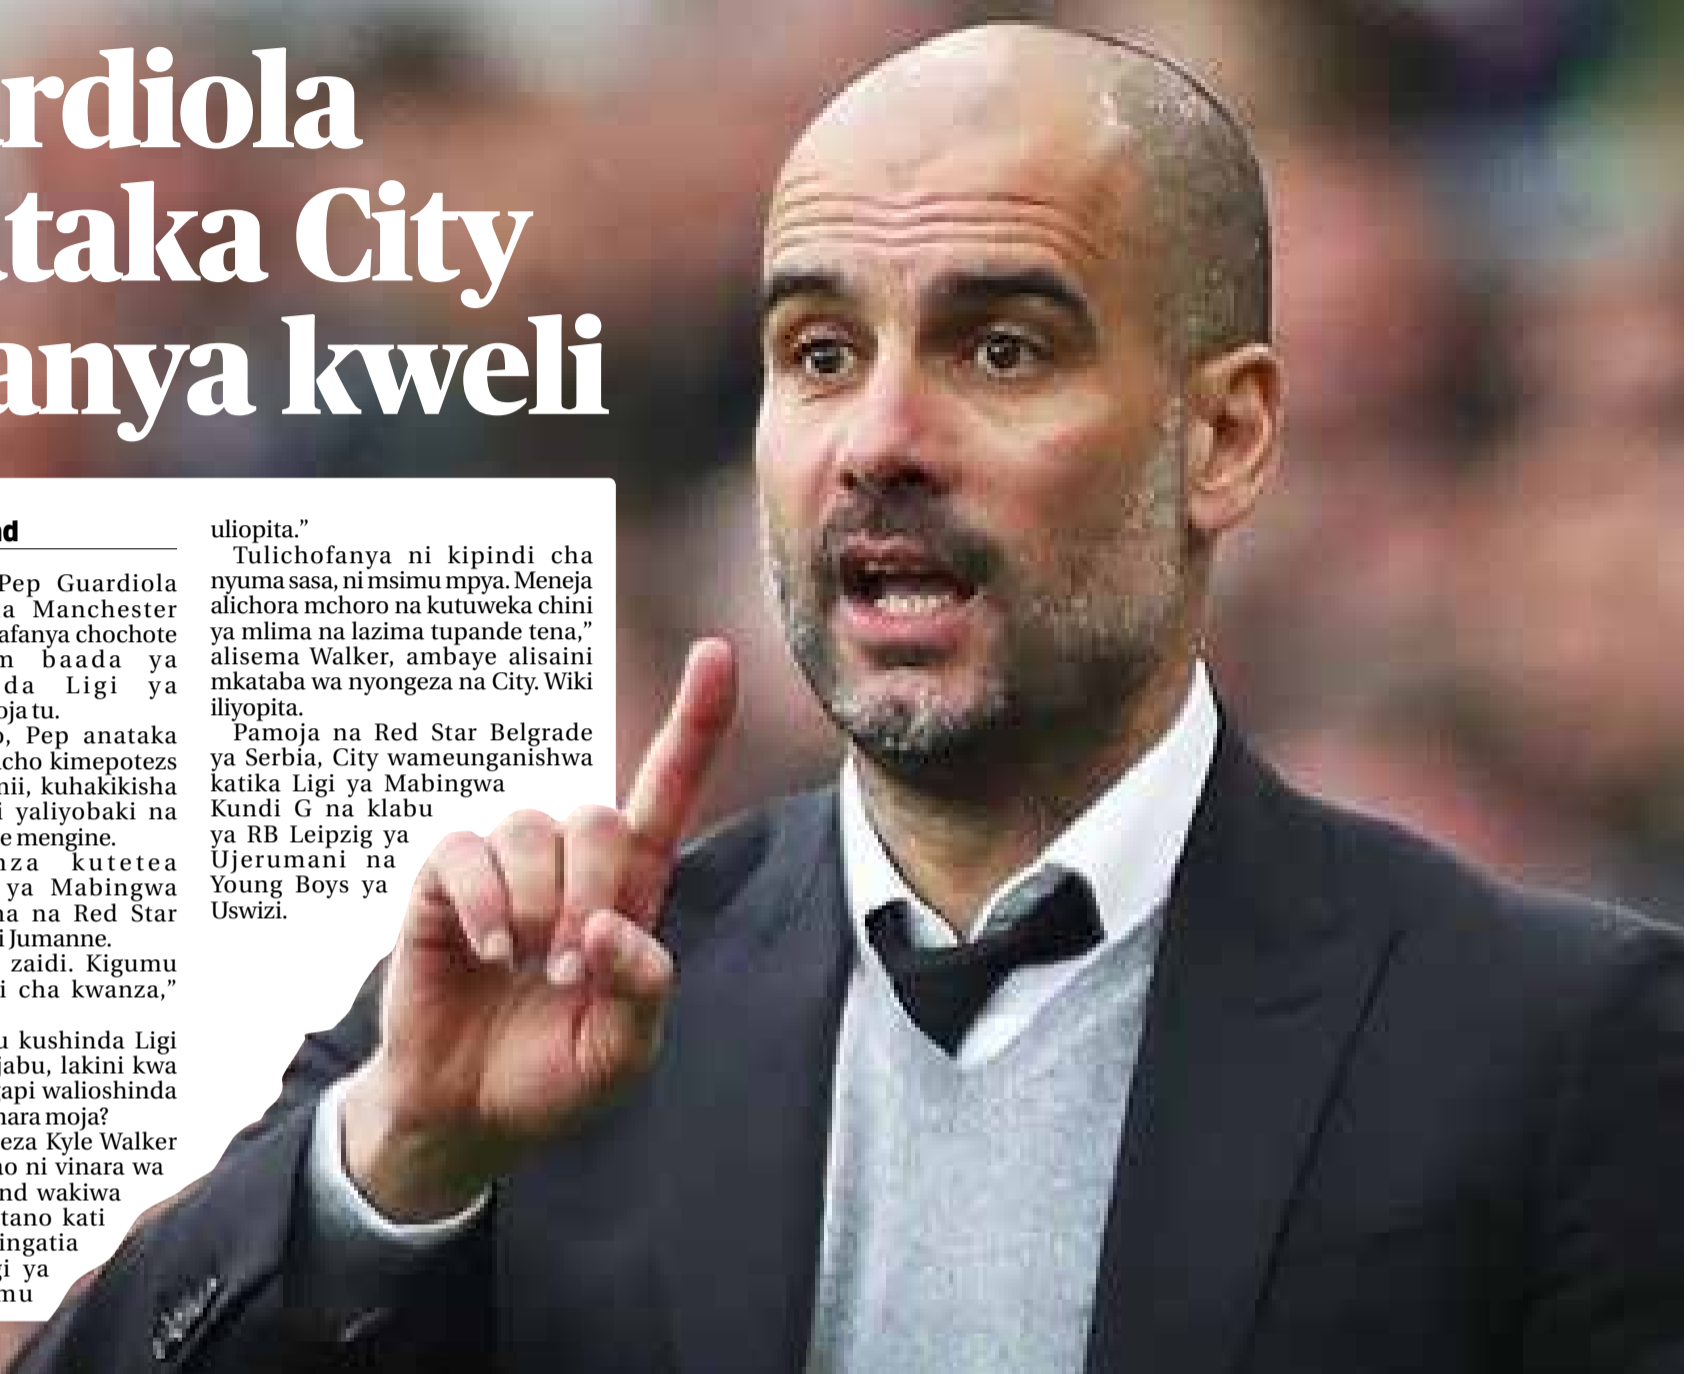 rdiola
taka City
anya kweli
d
Pep Guardiola
a Manchester
afanya chochote
m baada ya
da Ligi ya
oja tu.
o, Pep anataka
cho kimepotezs
nii, kuhakikisha
i yaliyobaki na
e mengine.
nza kutetea
ya Mabingwa
na na Red Star
i Jumanne.
zaidi. Kigumu
i cha kwanza,”
u kushinda Ligi
jabu, lakini kwa
gapi walioshinda
nara moja?
eza Kyle Walker
no ni vinara wa
nd wakiwa
tano kati
ingatia
gi ya
mu
uliopita.”
Tulichofanya ni kipindi cha
nyuma sasa, ni msimu mpya. Meneja
alichora mchoro na kutuweka chini
ya mlima na lazima tupande tena,”
alisema Walker, ambaye alisaini
mkataba wa nyongeza na City. Wiki
iliyopita.
Pamoja na Red Star Belgrade
ya Serbia, City wameunganishwa
katika Ligi ya Mabingwa
Kundi G na klabu
ya RB Leipzig ya
Ujerumani na
Young Boys ya
Uswizi.